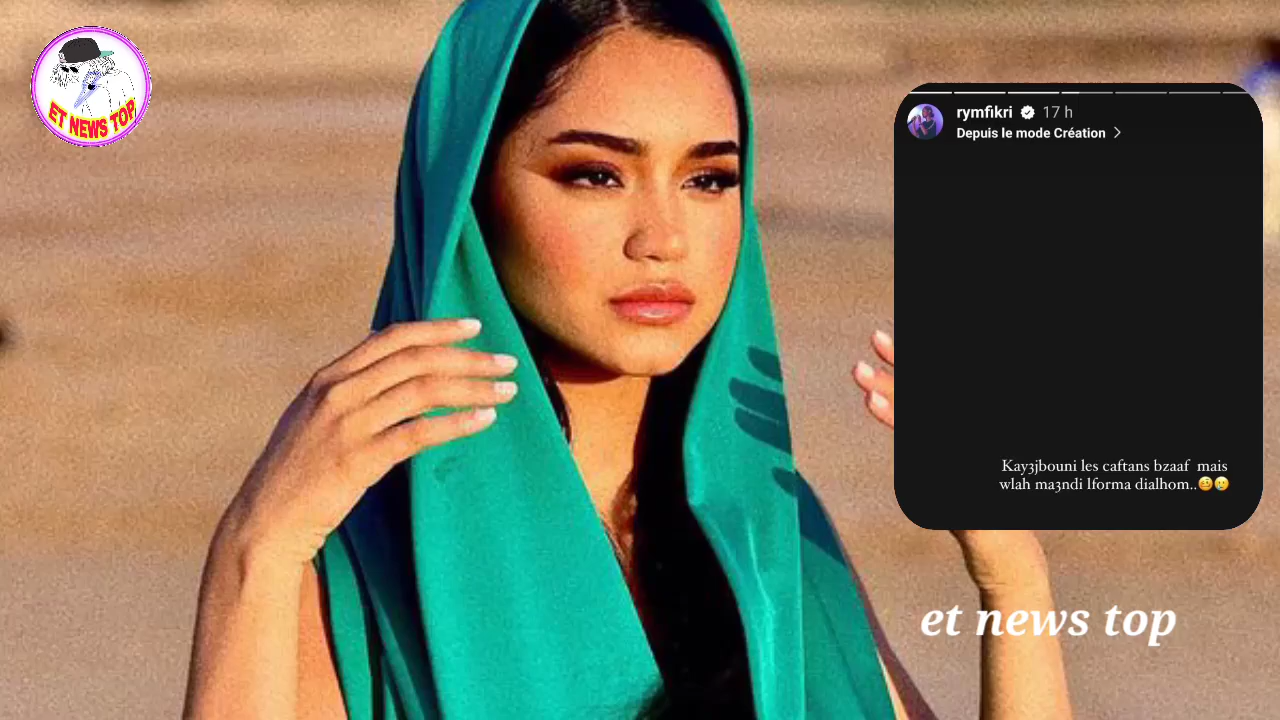 ET NEWS TOP
rymfikri 17 h
Depuis le mode Création
Kay3jbouni les caftans bzaaf mais
wlah ma3ndi lforma dialhom..🤕🥲
et news top